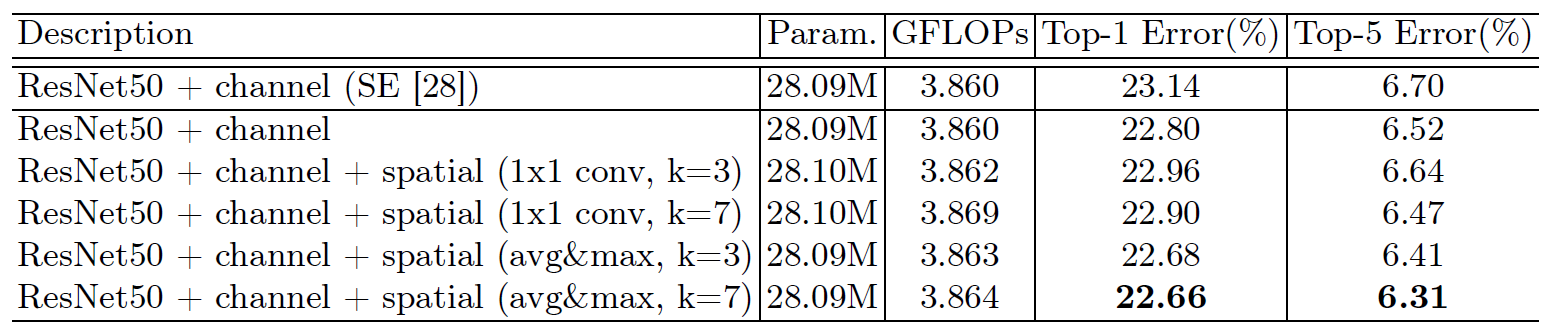 Description Param. GFLOPs Top-1 Error(%) Top-5 Error(%)
ResNet50 + channel (SE [28]) 28.09M 3.860 23.14 6.70
ResNet50 + channel 28.09M 3.860 22.80 6.52
ResNet50 + channel + spatial (1x1 conv, k=3) 28.10M 3.862 22.96 6.64
ResNet50 + channel + spatial (1x1 conv, k=7) 28.10M 3.869 22.90 6.47
ResNet50 + channel + spatial (avg&max, k=3) 28.09M 3.863 22.68 6.41
ResNet50 + channel + spatial (avg&max, k=7) 28.09M 3.864 22.66 6.31